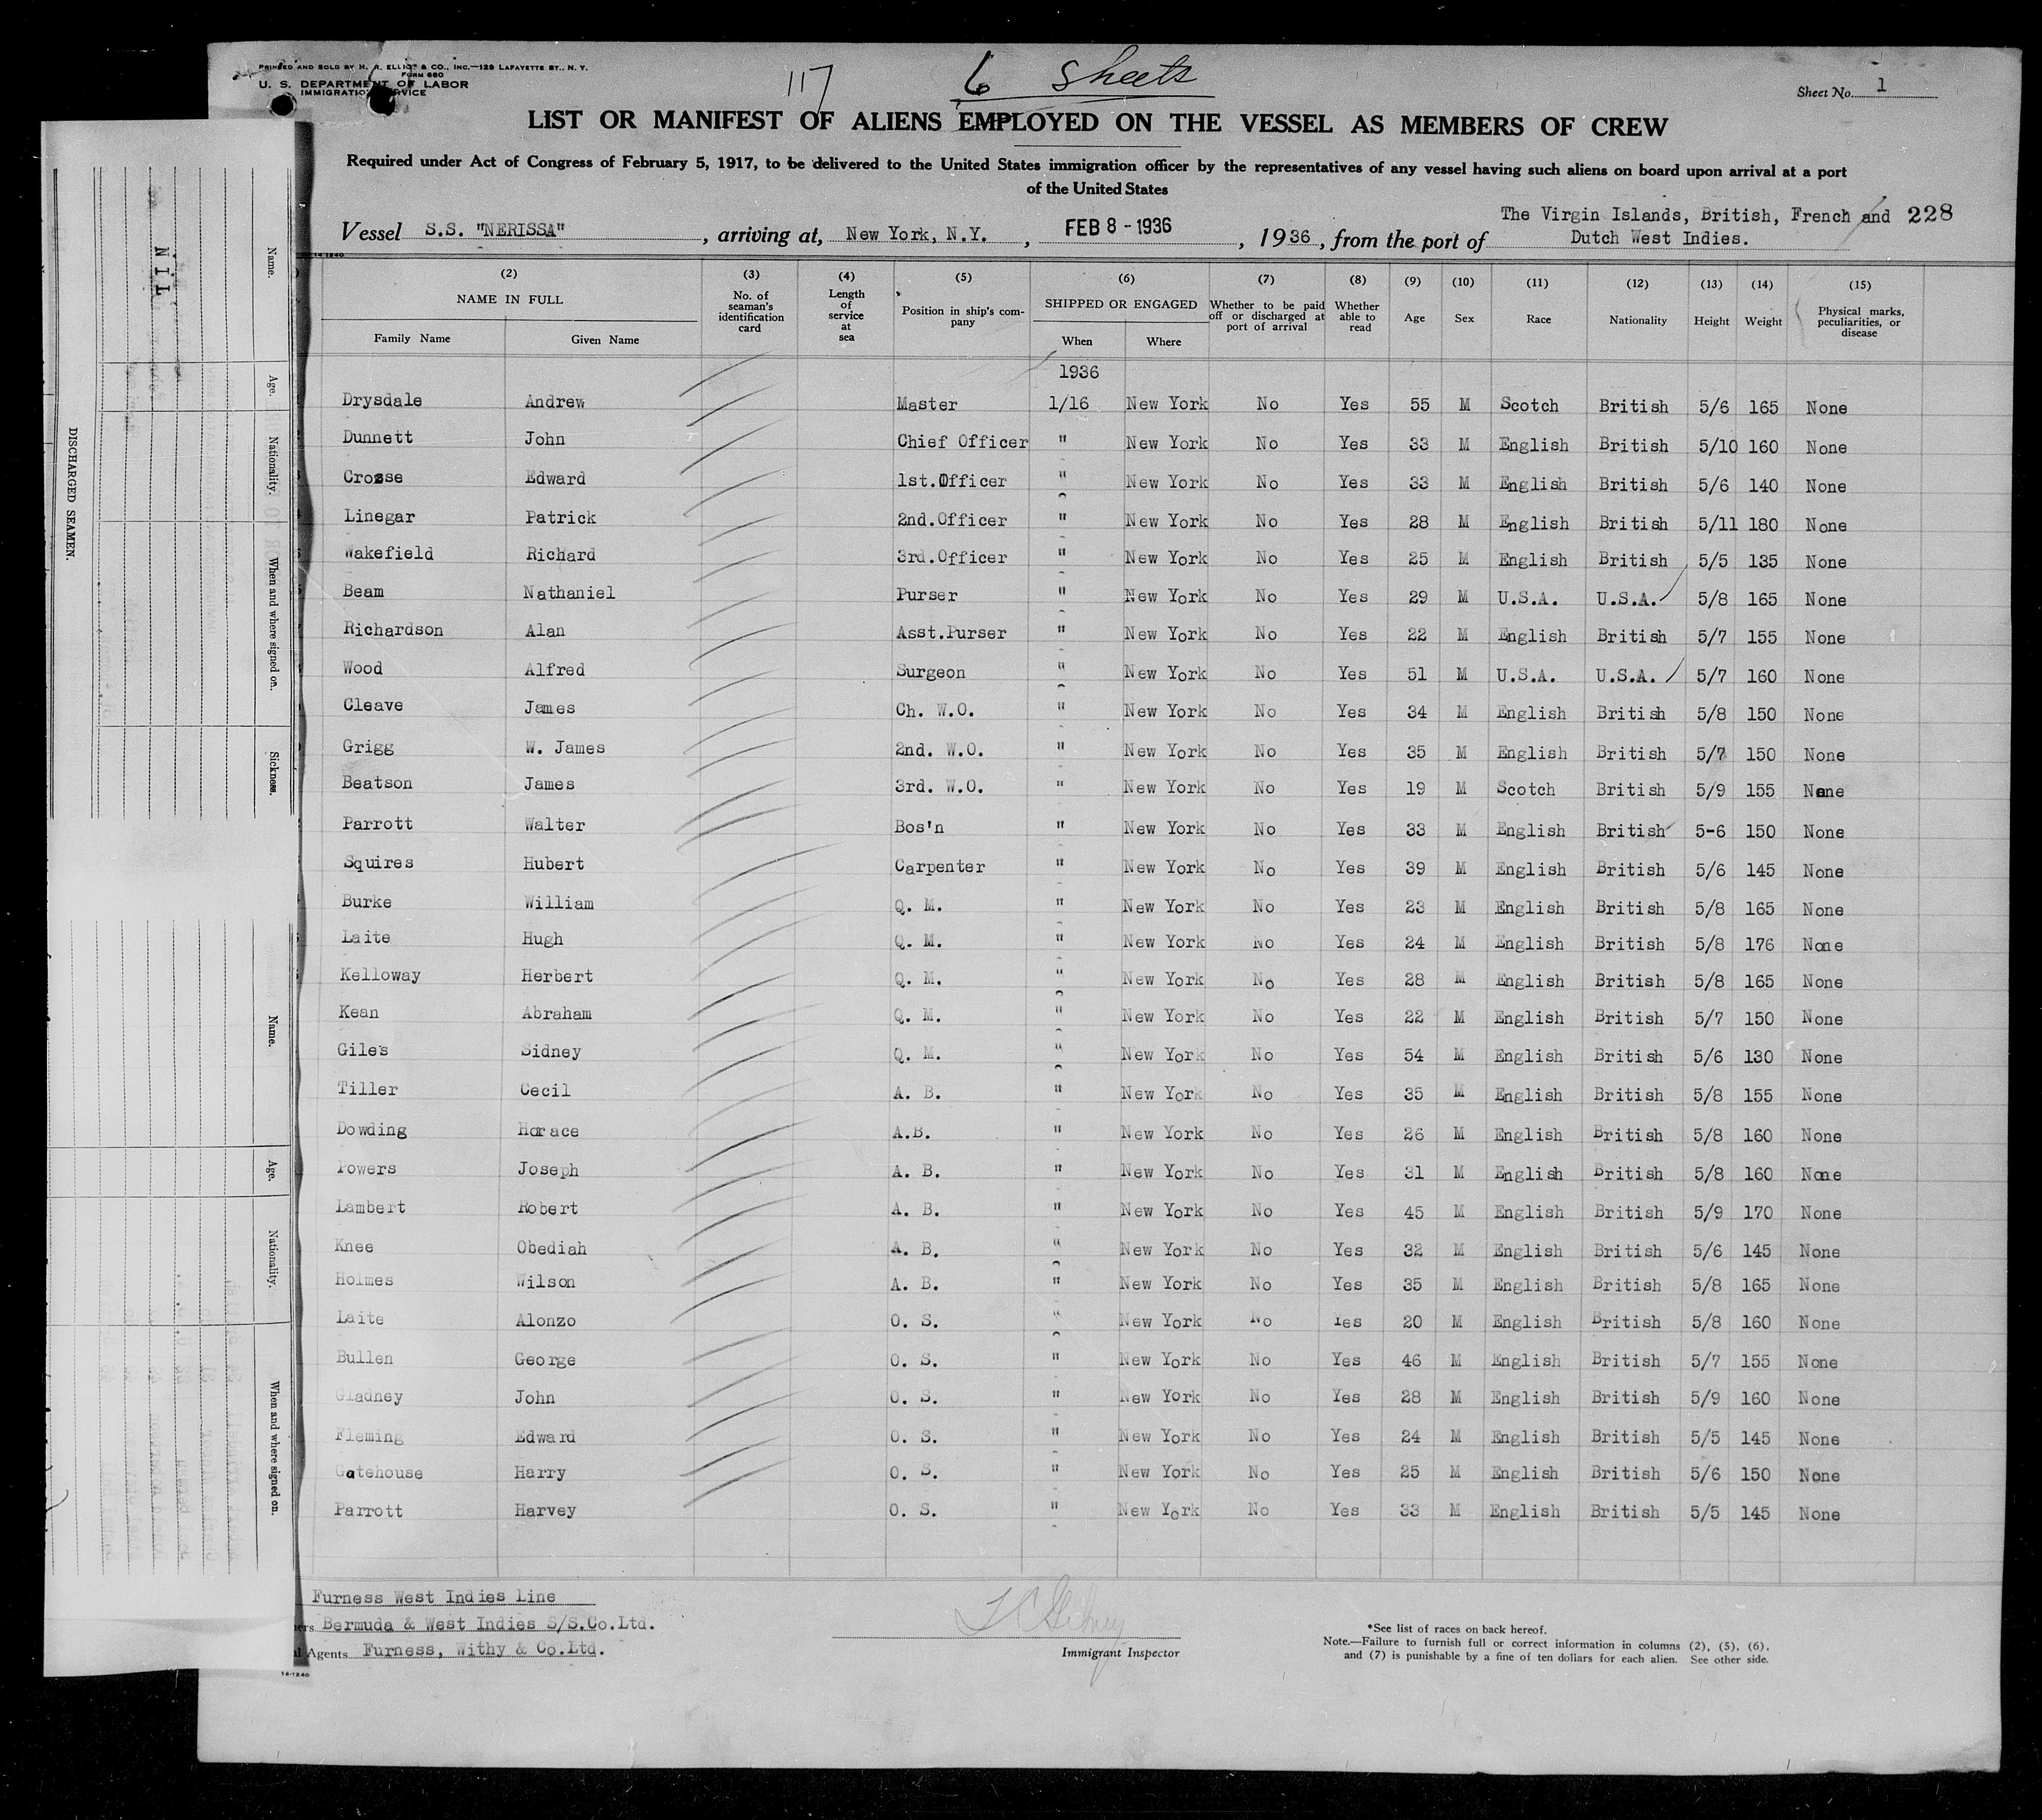 PRINTED AND SOLD BY H. R. ELLIOT & CO., INC.—129 LAFAYETTE ST., N. Y.
FORM 680
U. S. DEPARTMENT OF LABOR
IMMIGRATION SERVICE
117
6 Sheets
Sheet No. 1
LIST OR MANIFEST OF ALIENS EMPLOYED ON THE VESSEL AS MEMBERS OF CREW
Required under Act of Congress of February 5, 1917, to be delivered to the United States immigration officer by the representatives of any vessel having such aliens on board upon arrival at a port
of the United States
The Virgin Islands, British, French and 228
Vessel S.S. "NERISSA", arriving at, New York, N.Y., FEB 8 - 1936, 1936, from the port of Dutch West Indies.
14-1240
(2) (3) (4) (5) (6) (7) (8) (9) (10) (11) (12) (13) (14) (15)
NAME IN FULL No. of seaman's identification card Length of service at sea Position in ship's company SHIPPED OR ENGAGED Whether to be paid off or discharged at port of arrival Whether able to read Age Sex Race Nationality Height Weight Physical marks, peculiarities, or disease
Family Name Given Name When Where
1936
Drysdale Andrew Master 1/16 New York No Yes 55 M Scotch British 5/6 165 None
Dunnett John Chief Officer " New York No Yes 33 M English British 5/10 160 None
Crosse Edward 1st.Officer " New York No Yes 33 M English British 5/6 140 None
Linegar Patrick 2nd.Officer " New York No Yes 28 M English British 5/11 180 None
Wakefield Richard 3rd.Officer " New York No Yes 25 M English British 5/5 135 None
Beam Nathaniel Purser " New York No Yes 29 M U.S.A. U.S.A. 5/8 165 None
Richardson Alan Asst.Purser " New York No Yes 22 M English British 5/7 155 None
Wood Alfred Surgeon " New York No Yes 51 M U.S.A. U.S.A. 5/7 160 None
Cleave James Ch. W.O. " New York No Yes 34 M English British 5/8 150 None
Grigg W. James 2nd. W.O. " New York No Yes 35 M English British 5/7 150 None
Beatson James 3rd. W.O. " New York No Yes 19 M Scotch British 5/9 155 None
Parrott Walter Bos'n " New York No Yes 33 M English British 5-6 150 None
Squires Hubert Carpenter " New York No Yes 39 M English British 5/6 145 None
Burke William Q. M. " New York No Yes 23 M English British 5/8 165 None
Laite Hugh Q. M. " New York No Yes 24 M English British 5/8 176 None
Kelloway Herbert Q. M. " New York No Yes 28 M English British 5/8 165 None
Kean Abraham Q. M. " New York No Yes 22 M English British 5/7 150 None
Giles Sidney Q. M. " New York No Yes 54 M English British 5/6 130 None
Tiller Cecil A. B. " New York No Yes 35 M English British 5/8 155 None
Dowding Horace A.B. " New York No Yes 26 M English British 5/8 160 None
Powers Joseph A. B. " New York No Yes 31 M English British 5/8 160 None
Lambert Robert A. B. " New York No Yes 45 M English British 5/9 170 None
Knee Obediah A. B. " New York No Yes 32 M English British 5/6 145 None
Holmes Wilson A. B. " New York No Yes 35 M English British 5/8 165 None
Laite Alonzo O. S. " New York No Yes 20 M English British 5/8 160 None
Bullen George O. S. " New York No Yes 46 M English British 5/7 155 None
Gladney John O. S. " New York No Yes 28 M English British 5/9 160 None
Fleming Edward O. S. " New York No Yes 24 M English British 5/5 145 None
Gatehouse Harry O. S. " New York No Yes 25 M English British 5/6 150 None
Parrott Harvey O. S. " New York No Yes 33 M English British 5/5 145 None
Furness West Indies Line
Bermuda & West Indies S/S.Co.Ltd.
Agents Furness, Withy & Co.Ltd.
14-1240
Immigrant Inspector
*See list of races on back hereof.
Note.—Failure to furnish full or correct information in columns (2), (5), (6),
and (7) is punishable by a fine of ten dollars for each alien. See other side.
DISCHARGED SEAMEN.
NIL
Name.
Age.
Nationality.
When and where signed on.
Sickness.
Name.
Age.
Nationality.
When and where signed on.